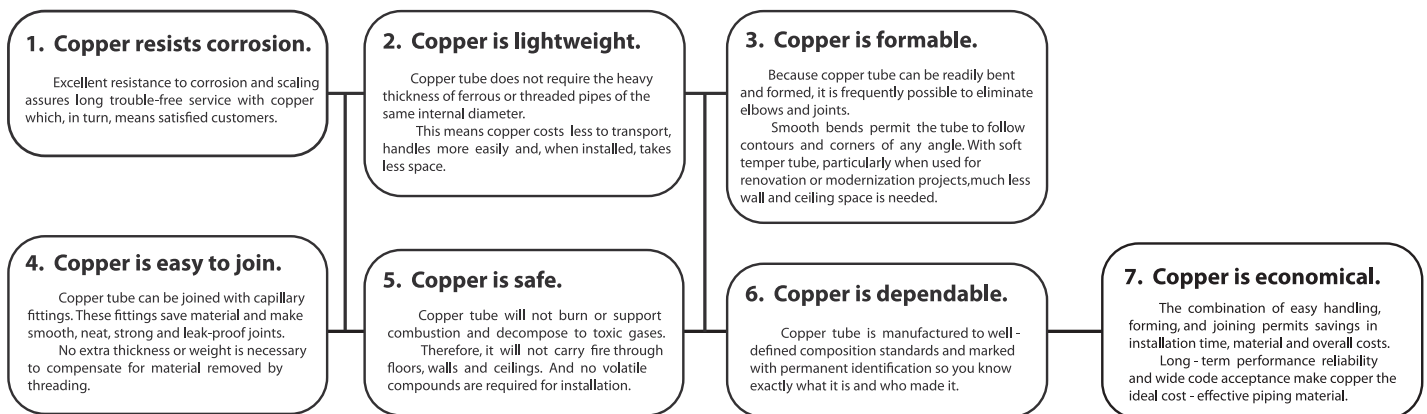 1. Copper resists corrosion.
Excellent resistance to corrosion and scaling
assures long trouble-free service with copper
which, in turn, means satisfied customers.
2. Copper is lightweight.
Copper tube does not require the heavy
thickness of ferrous or threaded pipes of the
same internal diameter.
This means copper costs less to transport,
handles more easily and, when installed, takes
less space.
3. Copper is formable.
Because copper tube can be readily bent
and formed, it is frequently possible to eliminate
elbows and joints.
Smooth bends permit the tube to follow
contours and corners of any angle. With soft
temper tube, particularly when used for
renovation or modernization projects,much less
wall and ceiling space is needed.
4. Copper is easy to join.
Copper tube can be joined with capillary
fittings. These fittings save material and make
smooth, neat, strong and leak-proof joints.
No extra thickness or weight is necessary
to compensate for material removed by
threading.
5. Copper is safe.
Copper tube will not burn or support
combustion and decompose to toxic gases.
Therefore, it will not carry fire through
floors, walls and ceilings. And no volatile
compounds are required for installation.
6. Copper is dependable.
Copper tube is manufactured to well -
defined composition standards and marked
with permanent identification so you know
exactly what it is and who made it.
7. Copper is economical.
The combination of easy handling,
forming, and joining permits savings in
installation time, material and overall costs.
Long - term performance reliability
and wide code acceptance make copper the
ideal cost - effective piping material.